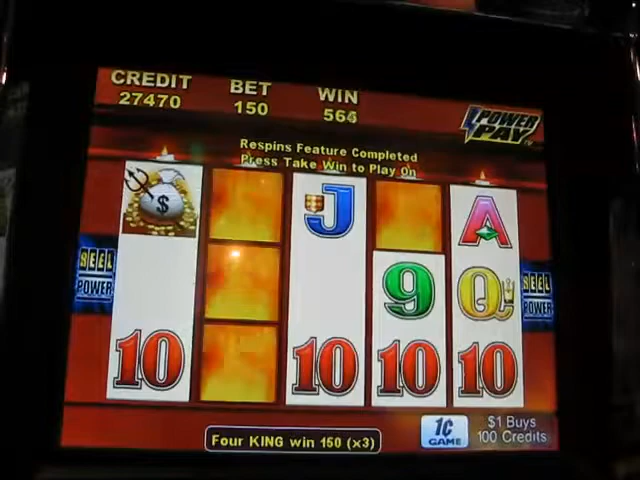 CREDIT BET WIN
27470 150 564
POWER PAY
Respins Feature Completed
Press Take Win to Play On
$ J A
REEL POWER 9 Q REEL POWER
10 10 10 10
Four KING win 150 (x3)
1¢ GAME
$1 Buys
100 Credits